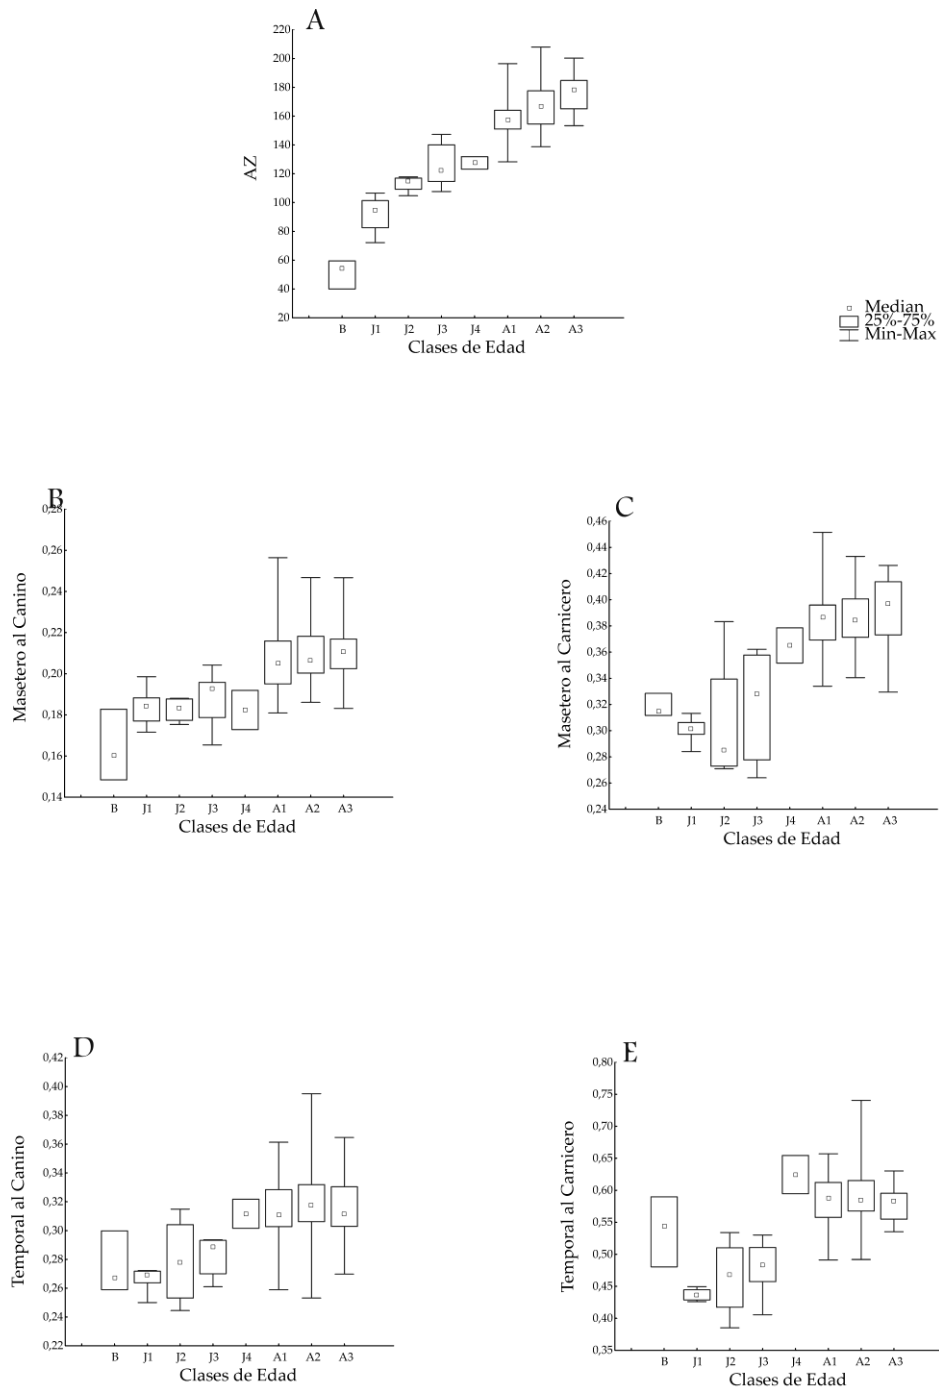 A
220
200
180
160
140
120
100
80
60
40
20
AZ
B J1 J2 J3 J4 A1 A2 A3
Clases de Edad
Median
25%-75%
Min-Max
B
0,28
0,26
0,24
0,22
0,20
0,18
0,16
0,14
Masetero al Canino
B J1 J2 J3 J4 A1 A2 A3
Clases de Edad
C
0,46
0,44
0,42
0,40
0,38
0,36
0,34
0,32
0,30
0,28
0,26
0,24
Masetero al Carnicero
B J1 J2 J3 J4 A1 A2 A3
Clases de Edad
D
0,42
0,40
0,38
0,36
0,34
0,32
0,30
0,28
0,26
0,24
0,22
Temporal al Canino
B J1 J2 J3 J4 A1 A2 A3
Clases de Edad
E
0,80
0,75
0,70
0,65
0,60
0,55
0,50
0,45
0,40
0,35
Temporal al Carnicero
B J1 J2 J3 J4 A1 A2 A3
Clases de Edad